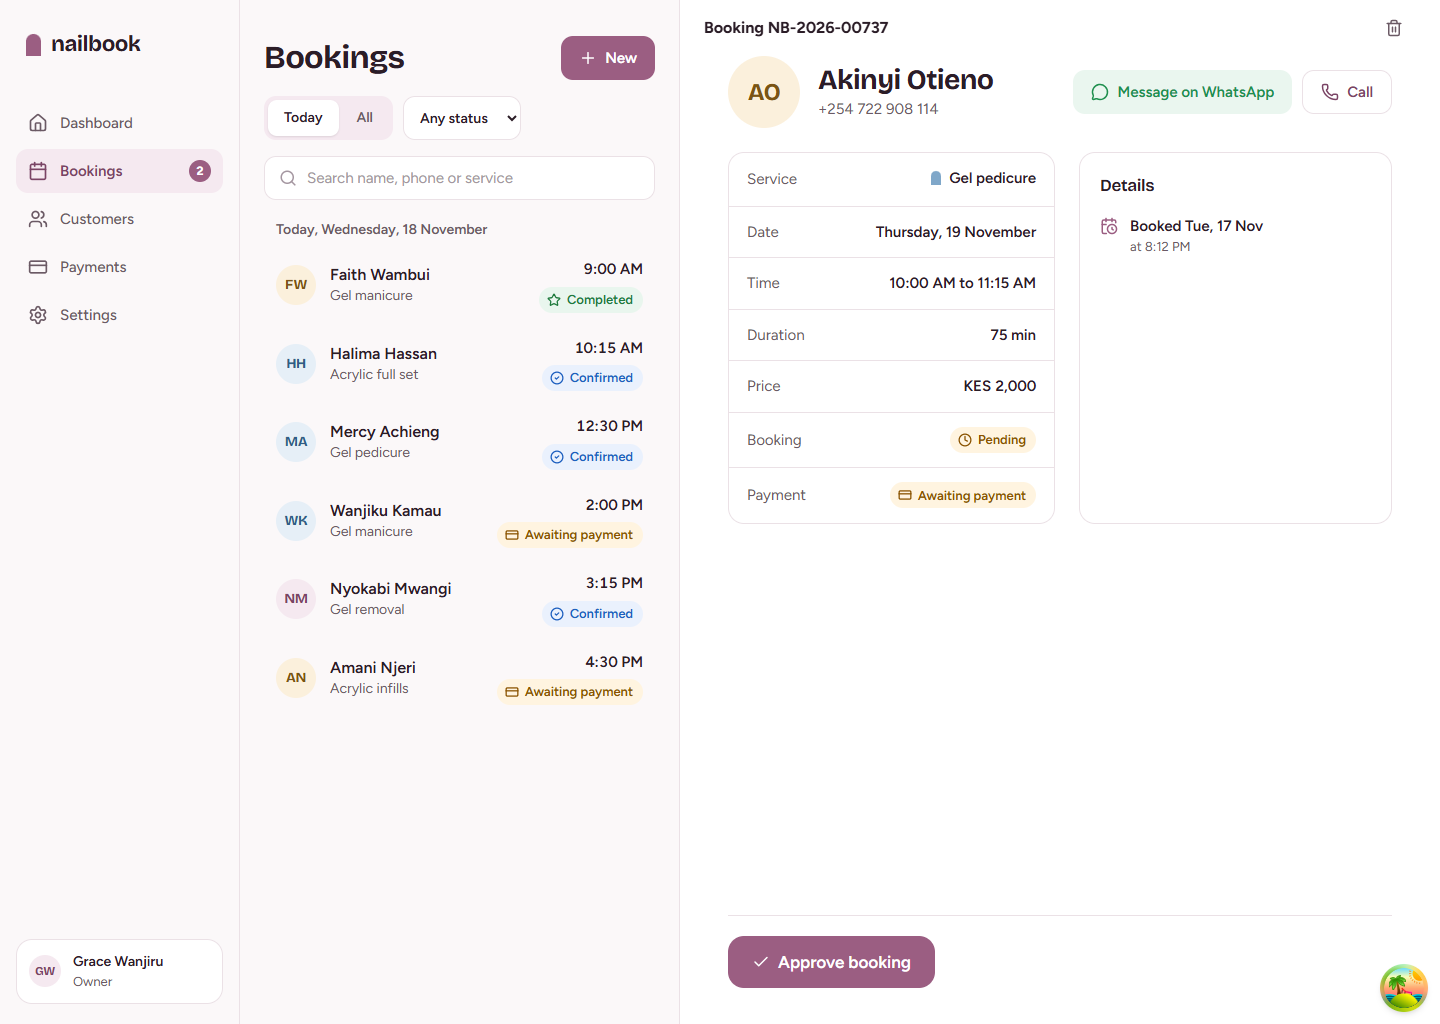 nailbook
Dashboard
Bookings 2
Customers
Payments
Settings
GW Grace Wanjiru
Owner
Bookings
New
Today All Any status
Search name, phone or service
Today, Wednesday, 18 November
FW Faith Wambui 9:00 AM
Gel manicure Completed
HH Halima Hassan 10:15 AM
Acrylic full set Confirmed
MA Mercy Achieng 12:30 PM
Gel pedicure Confirmed
WK Wanjiku Kamau 2:00 PM
Gel manicure Awaiting payment
NM Nyokabi Mwangi 3:15 PM
Gel removal Confirmed
AN Amani Njeri 4:30 PM
Acrylic infills Awaiting payment
Booking NB-2026-00737
AO Akinyi Otieno
+254 722 908 114
Message on WhatsApp Call
Service Gel pedicure
Date Thursday, 19 November
Time 10:00 AM to 11:15 AM
Duration 75 min
Price KES 2,000
Booking Pending
Payment Awaiting payment
Details
Booked Tue, 17 Nov
at 8:12 PM
Approve booking